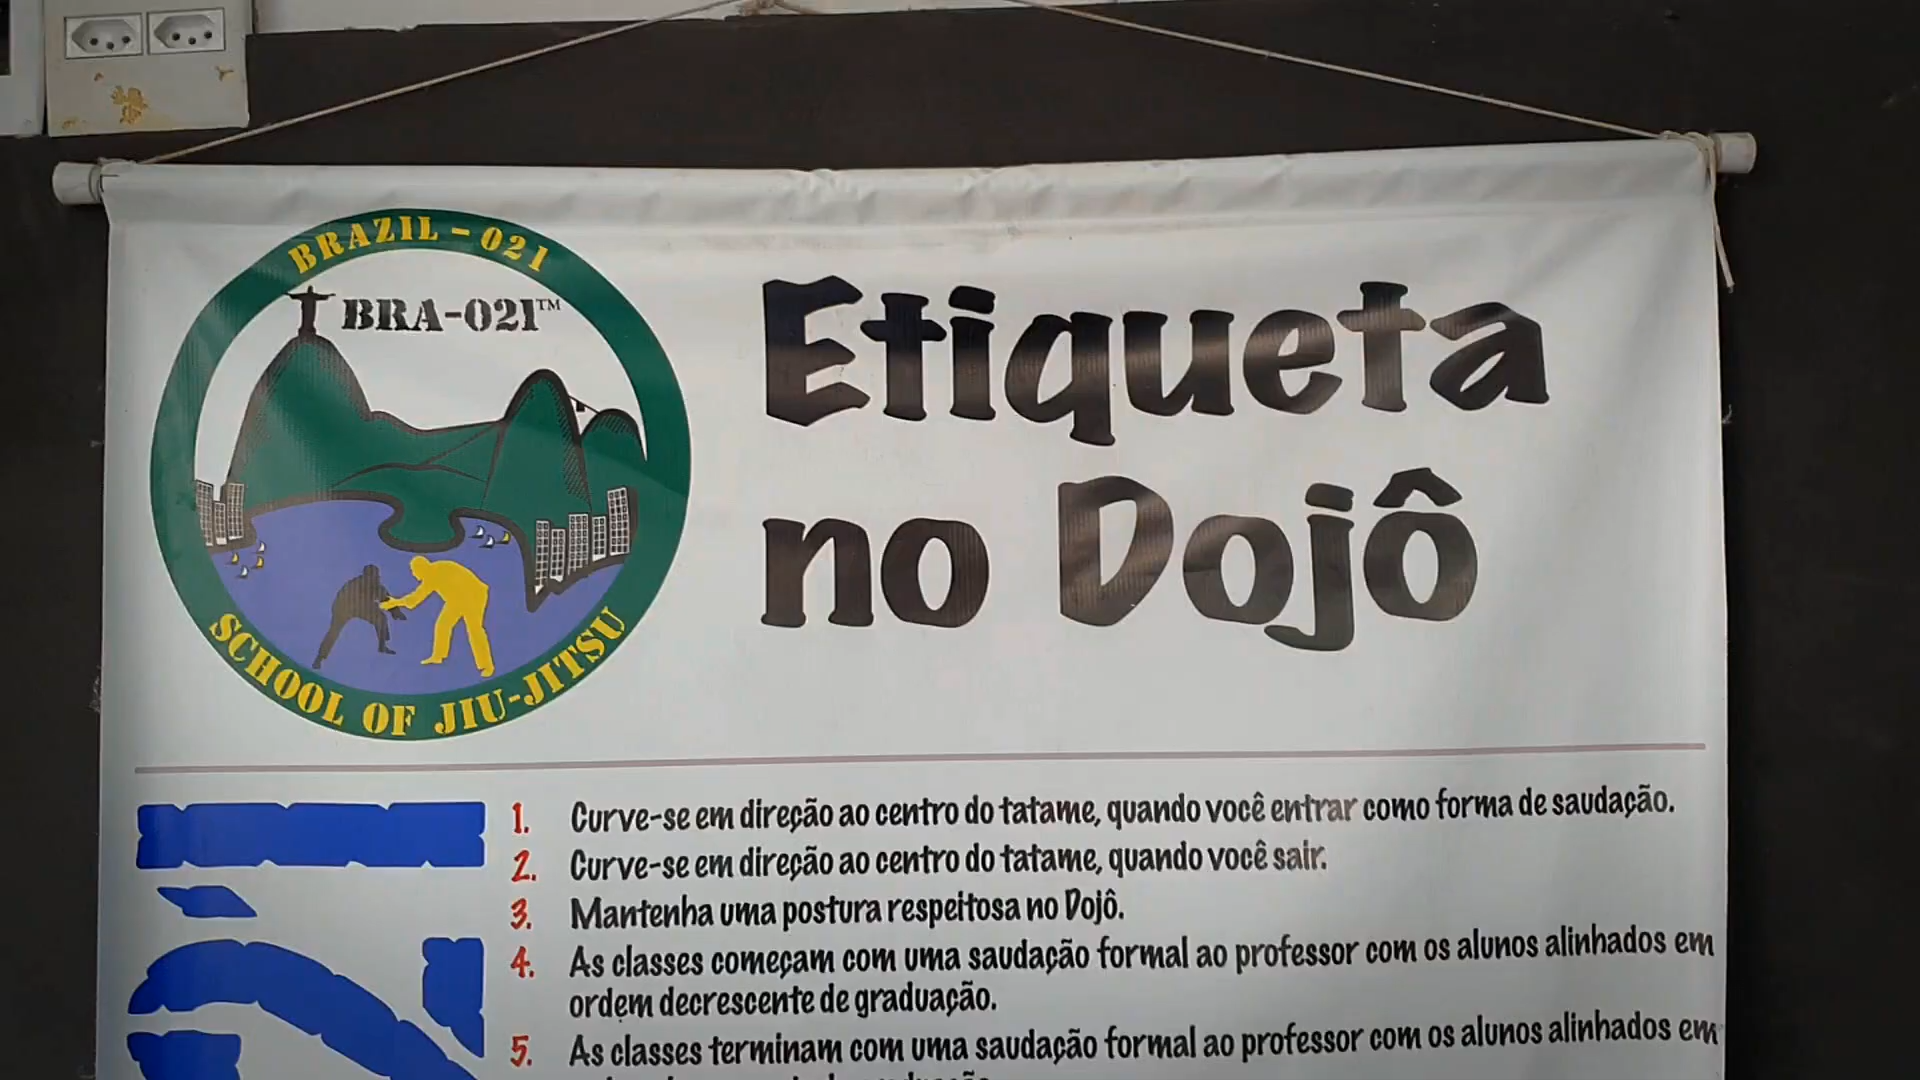 BRAZIL-021
BRA-021™
SCHOOL OF JIU-JITSU
Etiqueta
no Dojô
1. Curve-se em direção ao centro do tatame, quando você entrar como forma de saudação.
2. Curve-se em direção ao centro do tatame, quando você sair.
3. Mantenha uma postura respeitosa no Dojô.
4. As classes começam com uma saudação formal ao professor com os alunos alinhados em
ordem decrescente de graduação.
5. As classes terminam com uma saudação formal ao professor com os alunos alinhados em